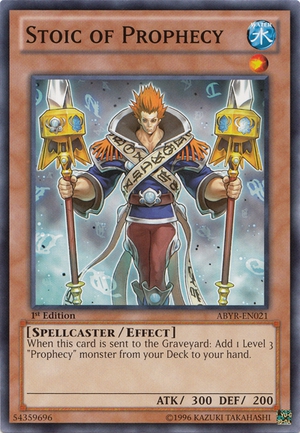 Stoic of Prophecy
WATER
水
ABYR-EN021
1st Edition
[Spellcaster / Effect]
When this card is sent to the Graveyard: Add 1 Level 3
"Prophecy" monster from your Deck to your hand.
ATK/ 300 DEF/ 200
54359696
©1996 KAZUKI TAKAHASHI